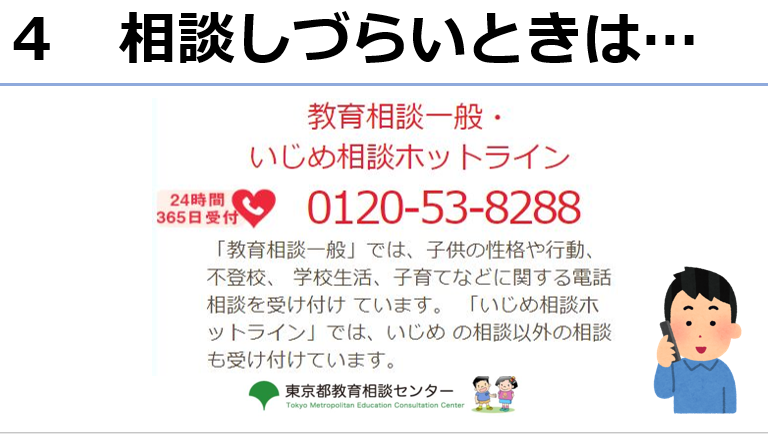 ４　相談しづらいときは…
教育相談一般・
いじめ相談ホットライン
24時間
365日受付
0120-53-8288
「教育相談一般」では、子供の性格や行動、
不登校、 学校生活、子育てなどに関する電話
相談を受け付け ています。 「いじめ相談ホ
ットライン」では、いじめ の相談以外の相談
も受け付けています。
東京都教育相談センター
Tokyo Metropolitan Education Consultation Center